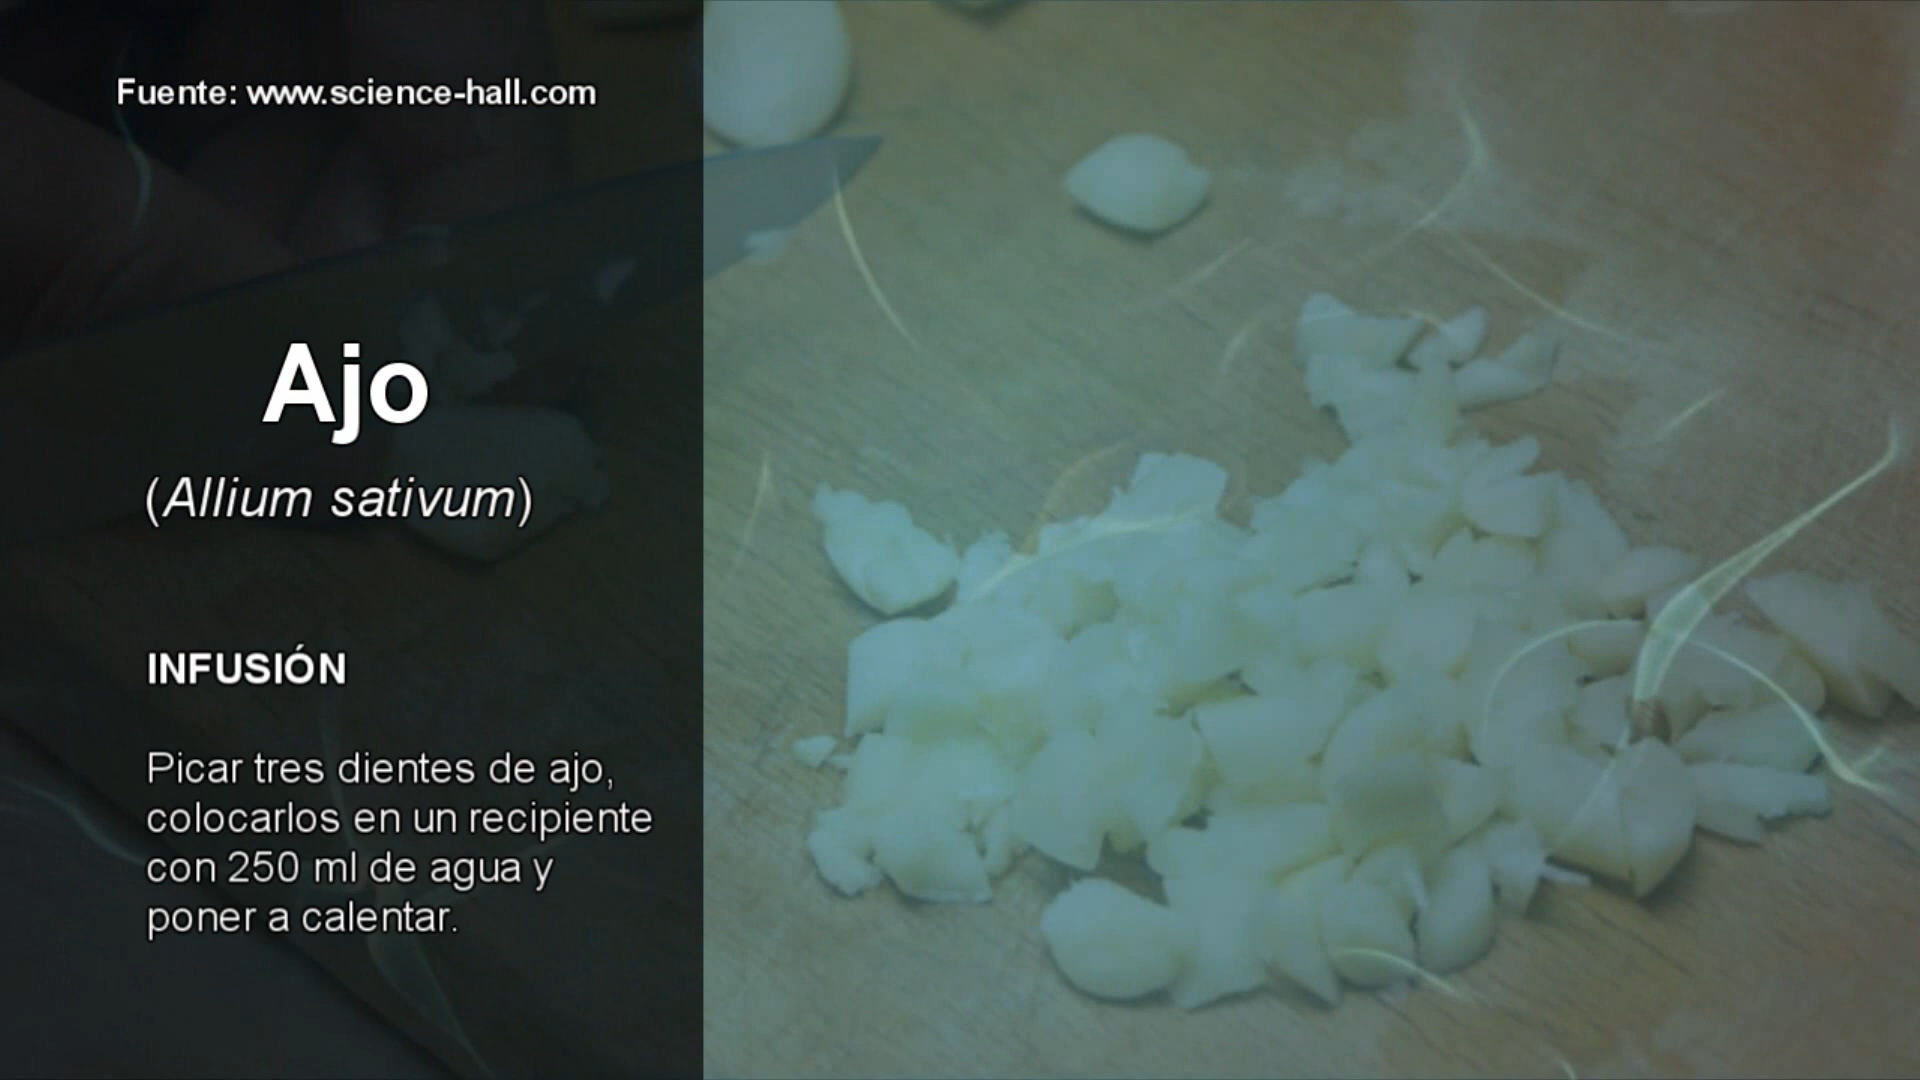 Fuente: www.science-hall.com
Ajo
(Allium sativum)
INFUSIÓN
Picar tres dientes de ajo,
colocarlos en un recipiente
con 250 ml de agua y
poner a calentar.